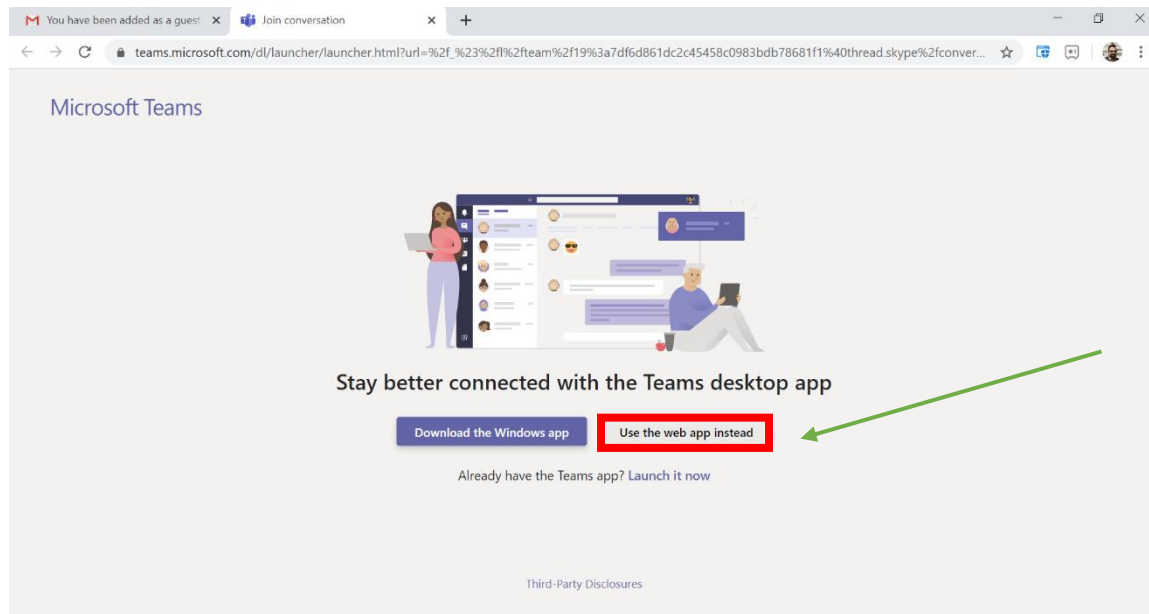 You have been added as a guest
Join conversation
teams.microsoft.com/dl/launcher/launcher.html?url=%2f_%23%2fl%2fteam%2f19%3a7df6d861dc2c45458c0983bdb78681f1%40thread.skype%2fconver...
Microsoft Teams
Stay better connected with the Teams desktop app
Download the Windows app
Use the web app instead
Already have the Teams app? Launch it now
Third-Party Disclosures